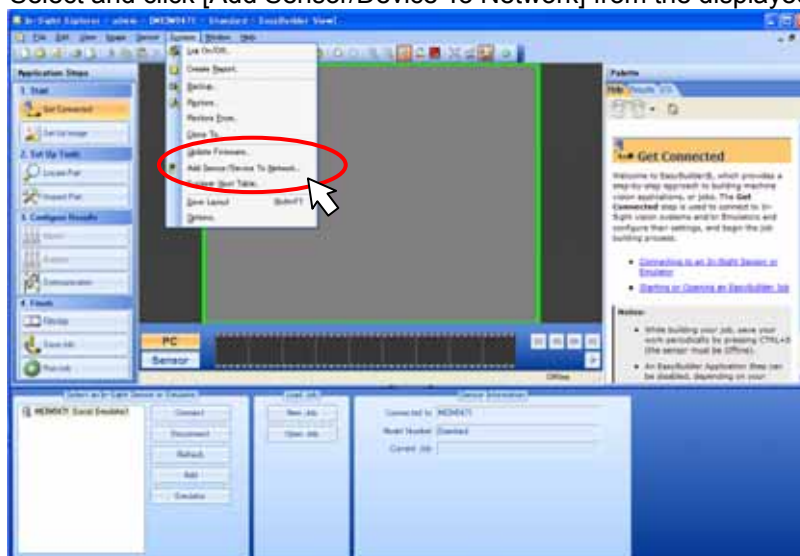 Select and click [Add Sensor/Device To Network] from the displayed
In-Sight Explorer - admin - [MEDW0471 - Standard - EasyBuilder View]
File Edit View Image Sensor System Window Help
Log On/Off...
Create Report...
Backup...
Restore...
Restore From...
Clone To...
Update Firmware...
Add Sensor/Device To Network...
Save Layout
Options...
Application Steps
1. Start
Get Connected
Set Up Image
2. Set Up Tools
Locate Part
Inspect Part
3. Configure Results
Communication
4. Finish
Filmstrip
Save Job
Run Job
PC
Sensor
Offline
Palette
Help Results I/O
Get Connected
Welcome to EasyBuilder®, which provides a
step-by-step approach to building machine
vision applications, or jobs. The Get
Connected step is used to connect to In-
Sight vision systems and/or Emulators and
configure their settings, and begin the job
building process.
Connecting to an In-Sight Sensor or
Emulator
Starting or Opening an EasyBuilder Job
Notes:
While building your job, save your
work periodically by pressing CTRL+S
(the sensor must be Offline).
An EasyBuilder Application Step can
be disabled, depending on your
Select an In-Sight Sensor or Emulator
Connect
Disconnect
Refresh
Add
Emulator
Load Job
New Job
Open Job
Sensor Information
Connected to
Model Number Standard
Current Job